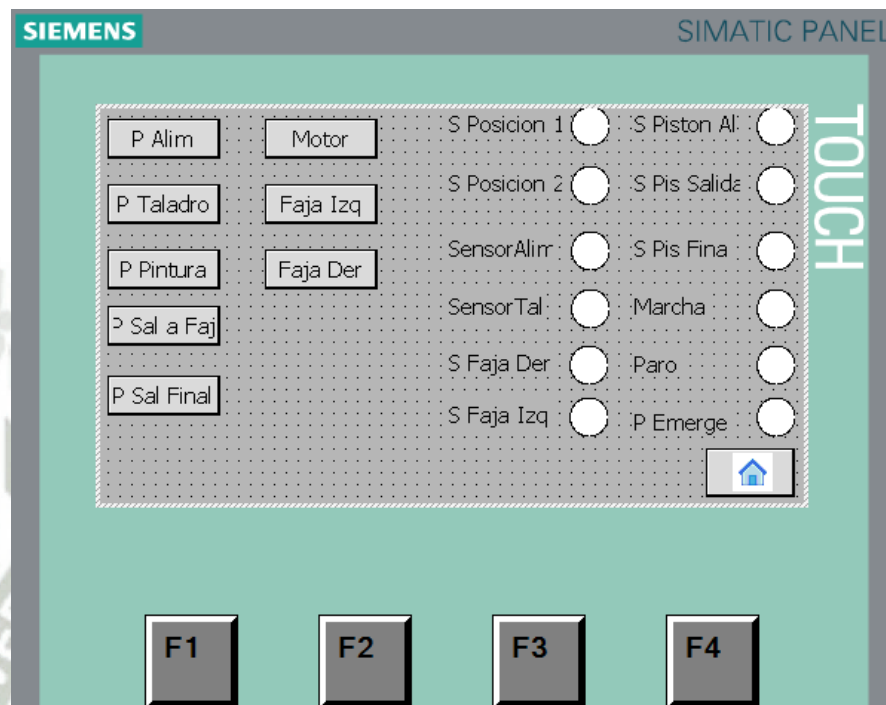 SIEMENS
SIMATIC PANEL
TOUCH
P Alim
Motor
S Posicion 1
S Piston Al
P Taladro
Faja Izq
S Posicion 2
S Pis Salida
P Pintura
Faja Der
SensorAlim
S Pis Fina
P Sal a Faj
SensorTal
Marcha
S Faja Der
Paro
P Sal Final
S Faja Izq
P Emerge
F1
F2
F3
F4